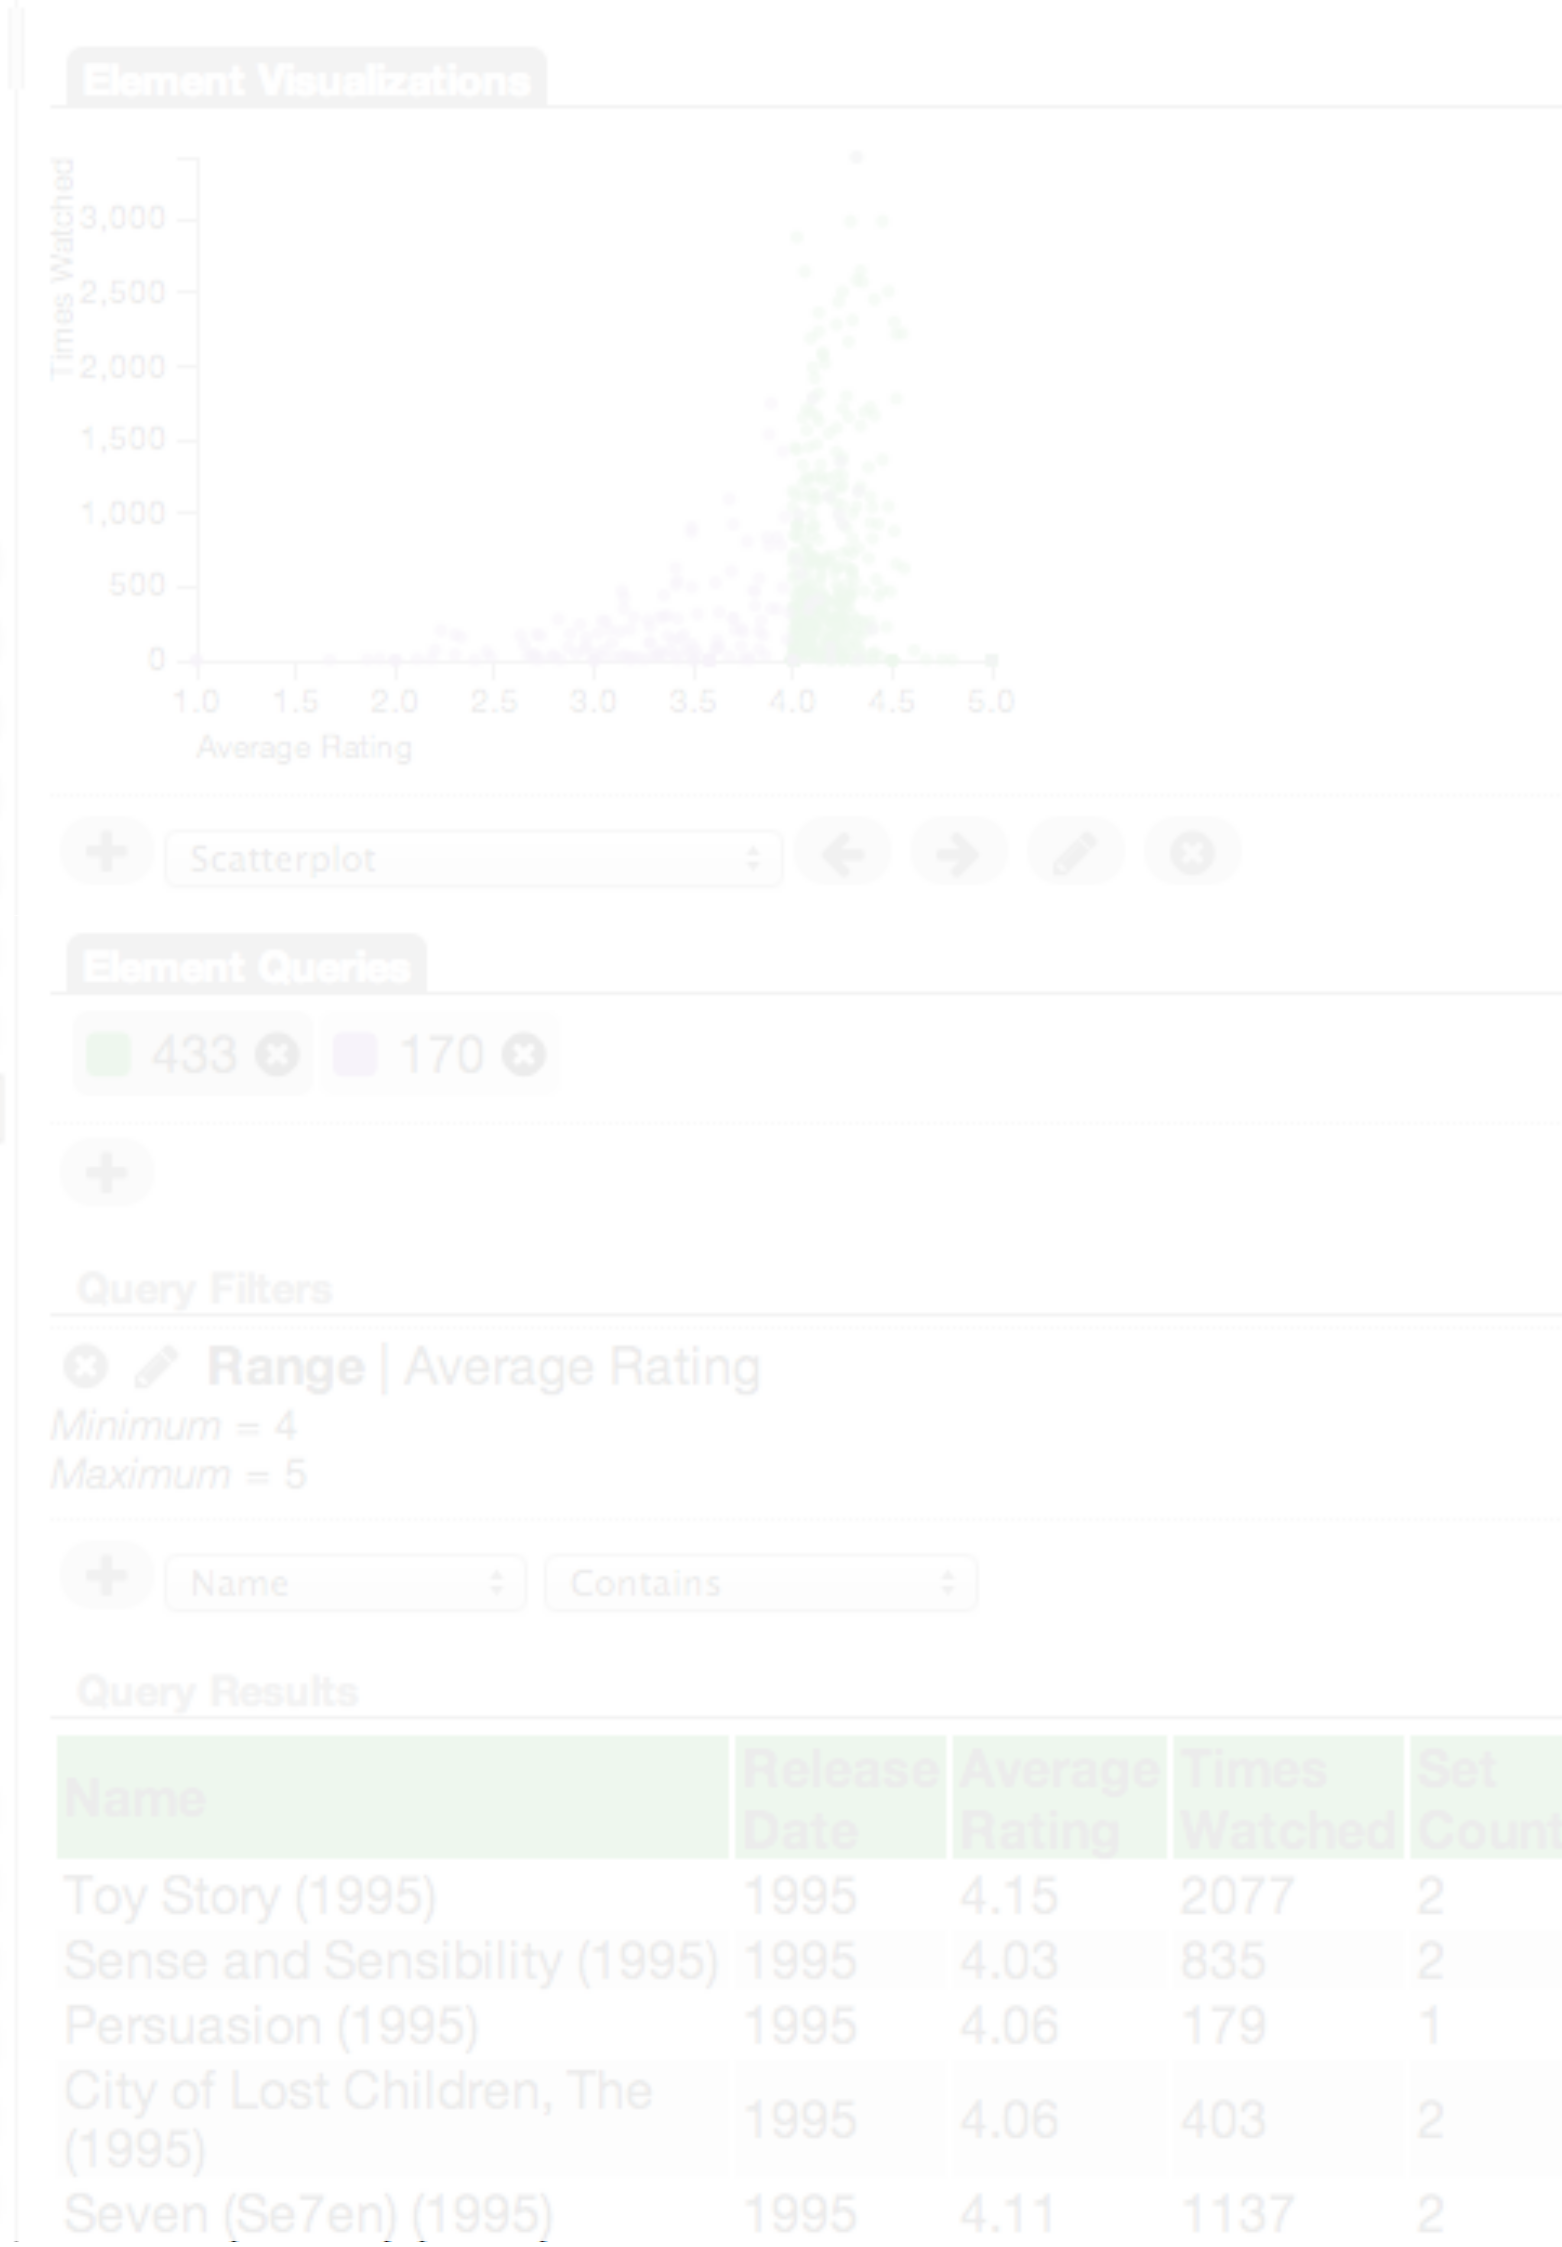 Element Visualizations
Times Watched
3,000
2,500
2,000
1,500
1,000
500
0
1.0 1.5 2.0 2.5 3.0 3.5 4.0 4.5 5.0
Average Rating
Scatterplot
Element Queries
433 170
Query Filters
Range | Average Rating
Minimum = 4
Maximum = 5
Name Contains
Query Results
Name Release Date Average Rating Times Watched Set Count
Toy Story (1995) 1995 4.15 2077 2
Sense and Sensibility (1995) 1995 4.03 835 2
Persuasion (1995) 1995 4.06 179 1
City of Lost Children, The
(1995) 1995 4.06 403 2
Seven (Se7en) (1995) 1995 4.11 1137 2